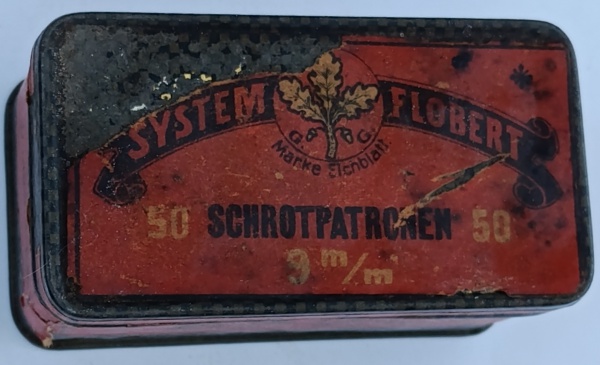 SYSTEM FLOBERT
G. G.
Marke Eichblatt
50 SCHROTPATRONEN 50
9 m/m